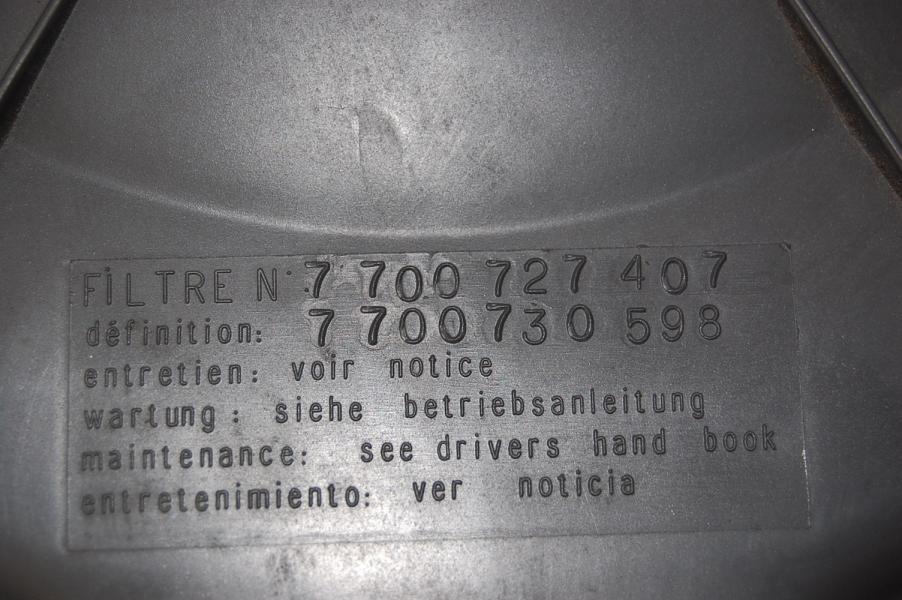 FILTRE N° 7 700 727 407
définition: 7 700 730 598
entretien: voir notice
wartung: siehe betriebsanleitung
maintenance: see drivers hand book
entretenimiento: ver noticia